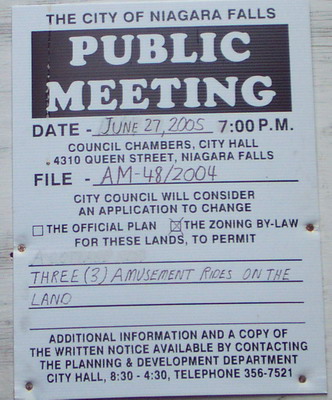 THE CITY OF NIAGARA FALLS
PUBLIC
MEETING
DATE - JUNE 27, 2005 7:00 P.M.
COUNCIL CHAMBERS, CITY HALL
4310 QUEEN STREET, NIAGARA FALLS
FILE - AM-48/2004
CITY COUNCIL WILL CONSIDER
AN APPLICATION TO CHANGE
☐ THE OFFICIAL PLAN ☒ THE ZONING BY-LAW
FOR THESE LANDS, TO PERMIT
THREE (3) AMUSEMENT RIDES ON THE
LAND
ADDITIONAL INFORMATION AND A COPY OF
THE WRITTEN NOTICE AVAILABLE BY CONTACTING
THE PLANNING & DEVELOPMENT DEPARTMENT
CITY HALL, 8:30 - 4:30, TELEPHONE 356-7521